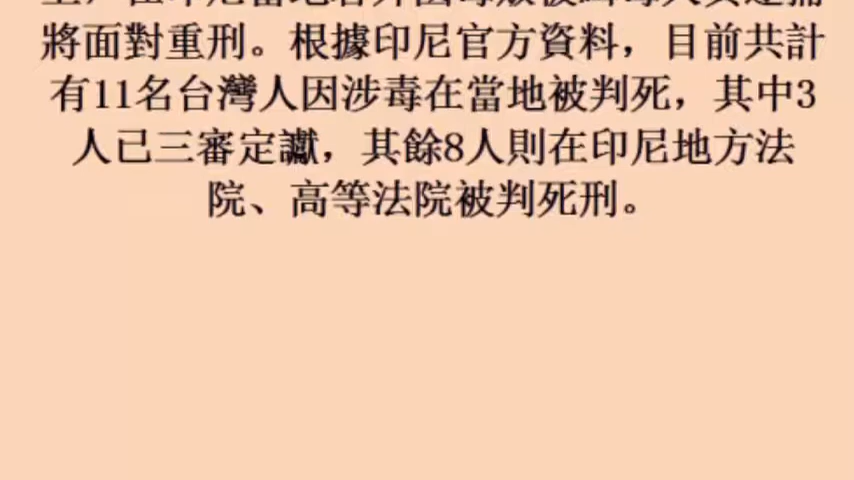 將面對重刑。根據印尼官方資料，目前共計
有11名台灣人因涉毒在當地被判死，其中3
人已三審定讞，其餘8人則在印尼地方法
院、高等法院被判死刑。